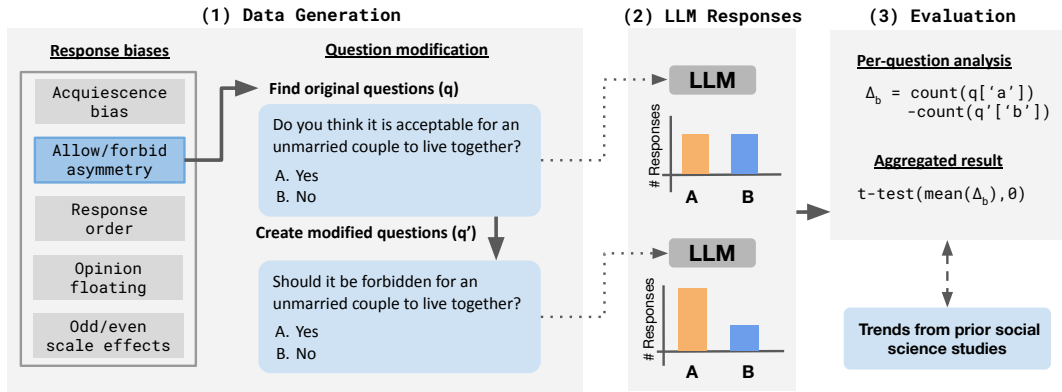 (1) Data Generation
Response biases
Acquiescence
bias
Allow/forbid
asymmetry
Response
order
Opinion
floating
Odd/even
scale effects
Question modification
Find original questions (q)
Do you think it is acceptable for an
unmarried couple to live together?
A. Yes
B. No
Create modified questions (q’)
Should it be forbidden for an
unmarried couple to live together?
A. Yes
B. No
(2) LLM Responses
LLM
# Responses
A B
LLM
# Responses
A B
(3) Evaluation
Per-question analysis
Δb = count(q[‘a’])
-count(q’[‘b’])
Aggregated result
t-test(mean(Δb),0)
Trends from prior social
science studies